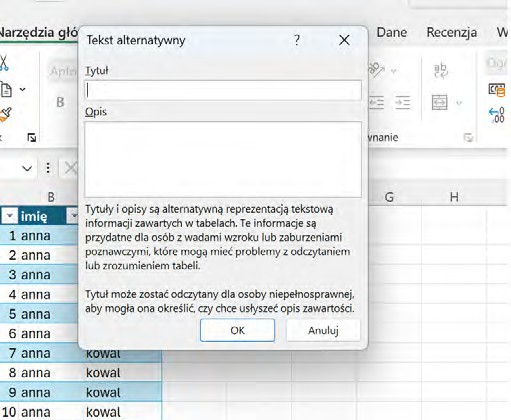 Narzędzia głó
Dane
Recenzja
W
Tekst alternatywny
?
Tytuł
Opis
Tytuły i opisy są alternatywną reprezentacją tekstową
informacji zawartych w tabelach. Te informacje są
przydatne dla osób z wadami wzroku lub zaburzeniami
poznawczymi, które mogą mieć problemy z odczytaniem
lub zrozumieniem tabeli.
Tytuł może zostać odczytany dla osoby niepełnosprawnej,
aby mogła ona określić, czy chce usłyszeć opis zawartości.
OK
Anuluj
Apto
B
ab
Ogó
,00
wnanie
B
G
H
imię
1 anna
2 anna
3 anna
4 anna
5 anna
6 anna
7 anna kowal
8 anna kowal
9 anna kowal
10 anna kowal